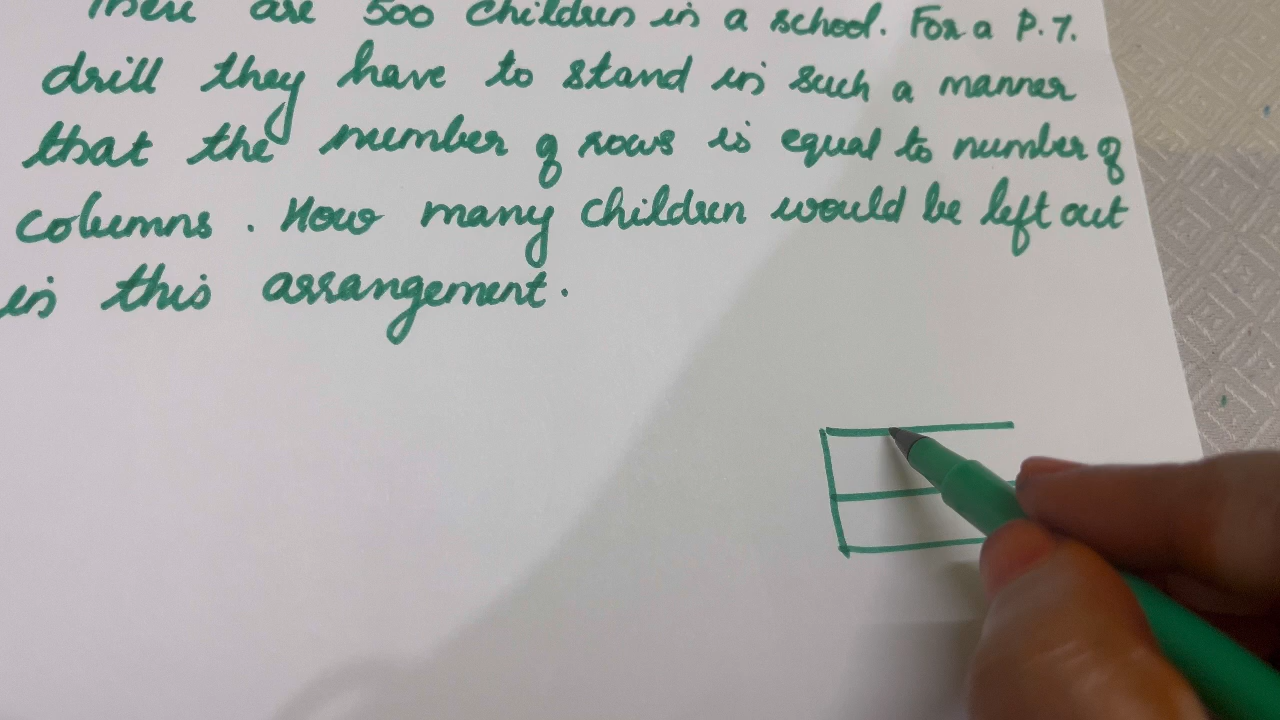 There are 500 children in a school. For a P.T.
drill they have to stand in such a manner
that the number of rows is equal to number of
columns. How many children would be left out
in this arrangement.